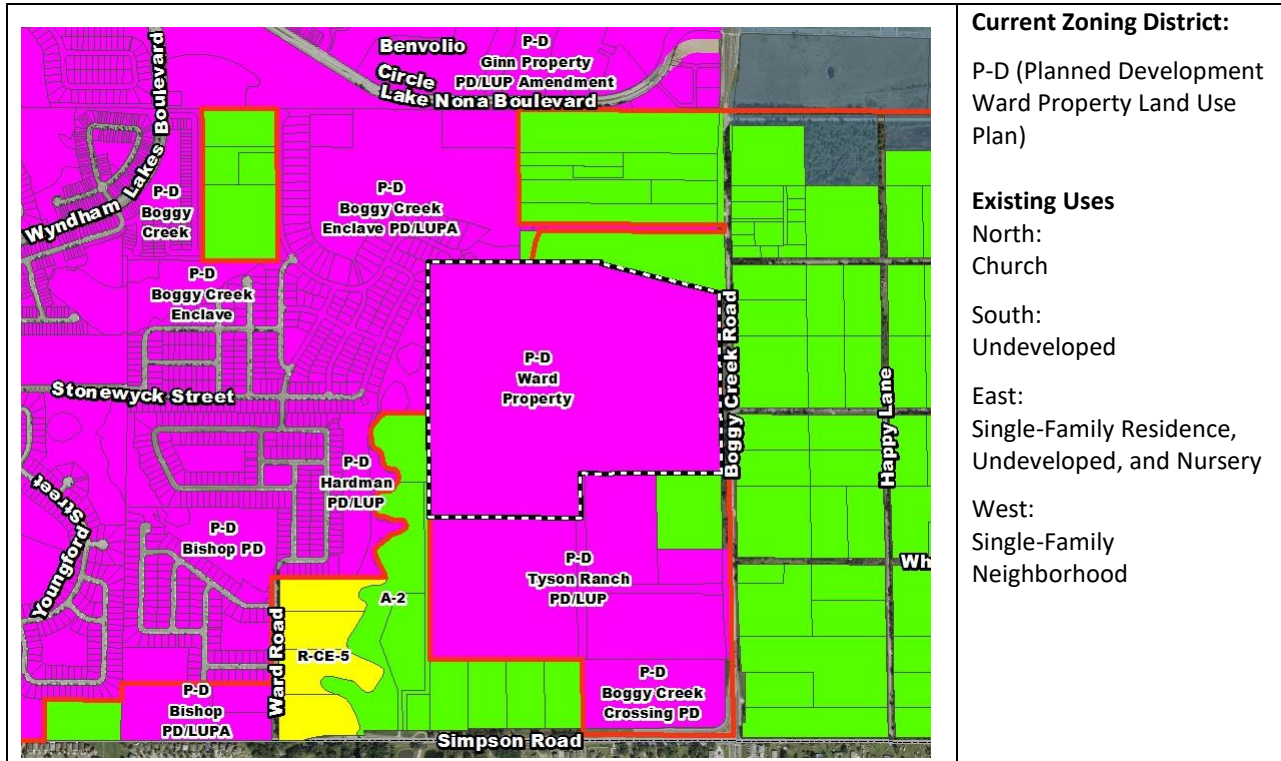 Benvolio
Circle
P-D
Ginn Property
PD/LUP Amendment
Lake Nona Boulevard
Wyndham Lakes Boulevard
P-D
Boggy
Creek
P-D
Boggy Creek
Enclave PD/LUPA
P-D
Boggy Creek
Enclave
Stonewyck Street
P-D
Ward
Property
Boggy Creek Road
Happy Lane
P-D
Hardman
PD/LUP
Youngford Street
P-D
Bishop PD
P-D
Tyson Ranch
PD/LUP
Wh
A-2
R-CE-5
Ward Road
P-D
Boggy Creek
Crossing PD
P-D
Bishop
PD/LUPA
Simpson Road
Current Zoning District:
P-D (Planned Development
Ward Property Land Use
Plan)
Existing Uses
North:
Church
South:
Undeveloped
East:
Single-Family Residence,
Undeveloped, and Nursery
West:
Single-Family
Neighborhood